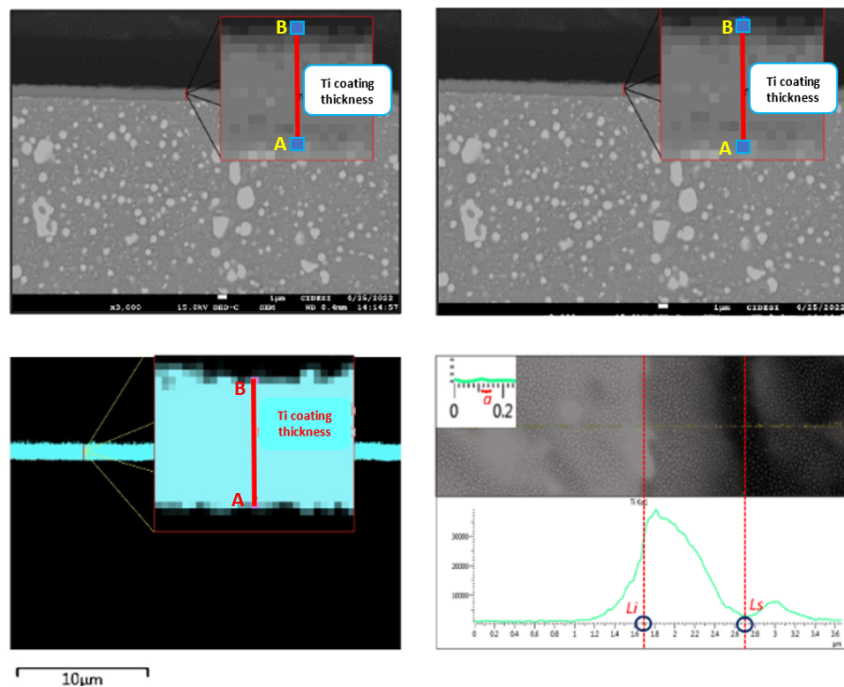 B
Ti coating
thickness
A
1µm CIDESI 4/25/2022
x3,000 15.0kV BED-C SEM WD 8.4mm 14:14:57
B
Ti coating
thickness
A
1µm CIDESI 4/25/2022
B
Ti coating
thickness
A
10µm
a
0 0.2
30000
20000
10000
Li
Ls
0 0.2 0.4 0.6 0.8 1 1.2 1.4 1.6 1.8 2 2.2 2.4 2.6 2.8 3 3.2 3.4 3.6
µm